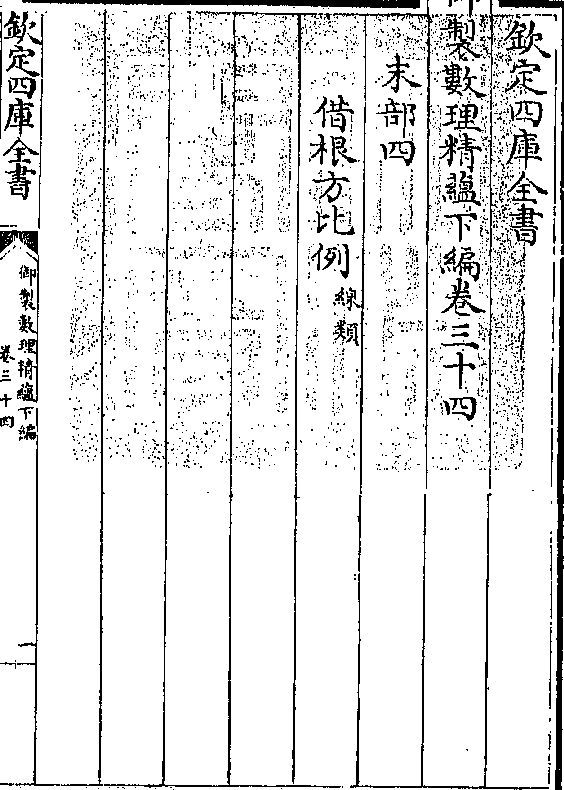 欽定四庫全書
御製數理精蘊下編卷三十四
末部四
借根方比例線類
欽定四庫全書
御製數理精蘊下編
卷三十四
一